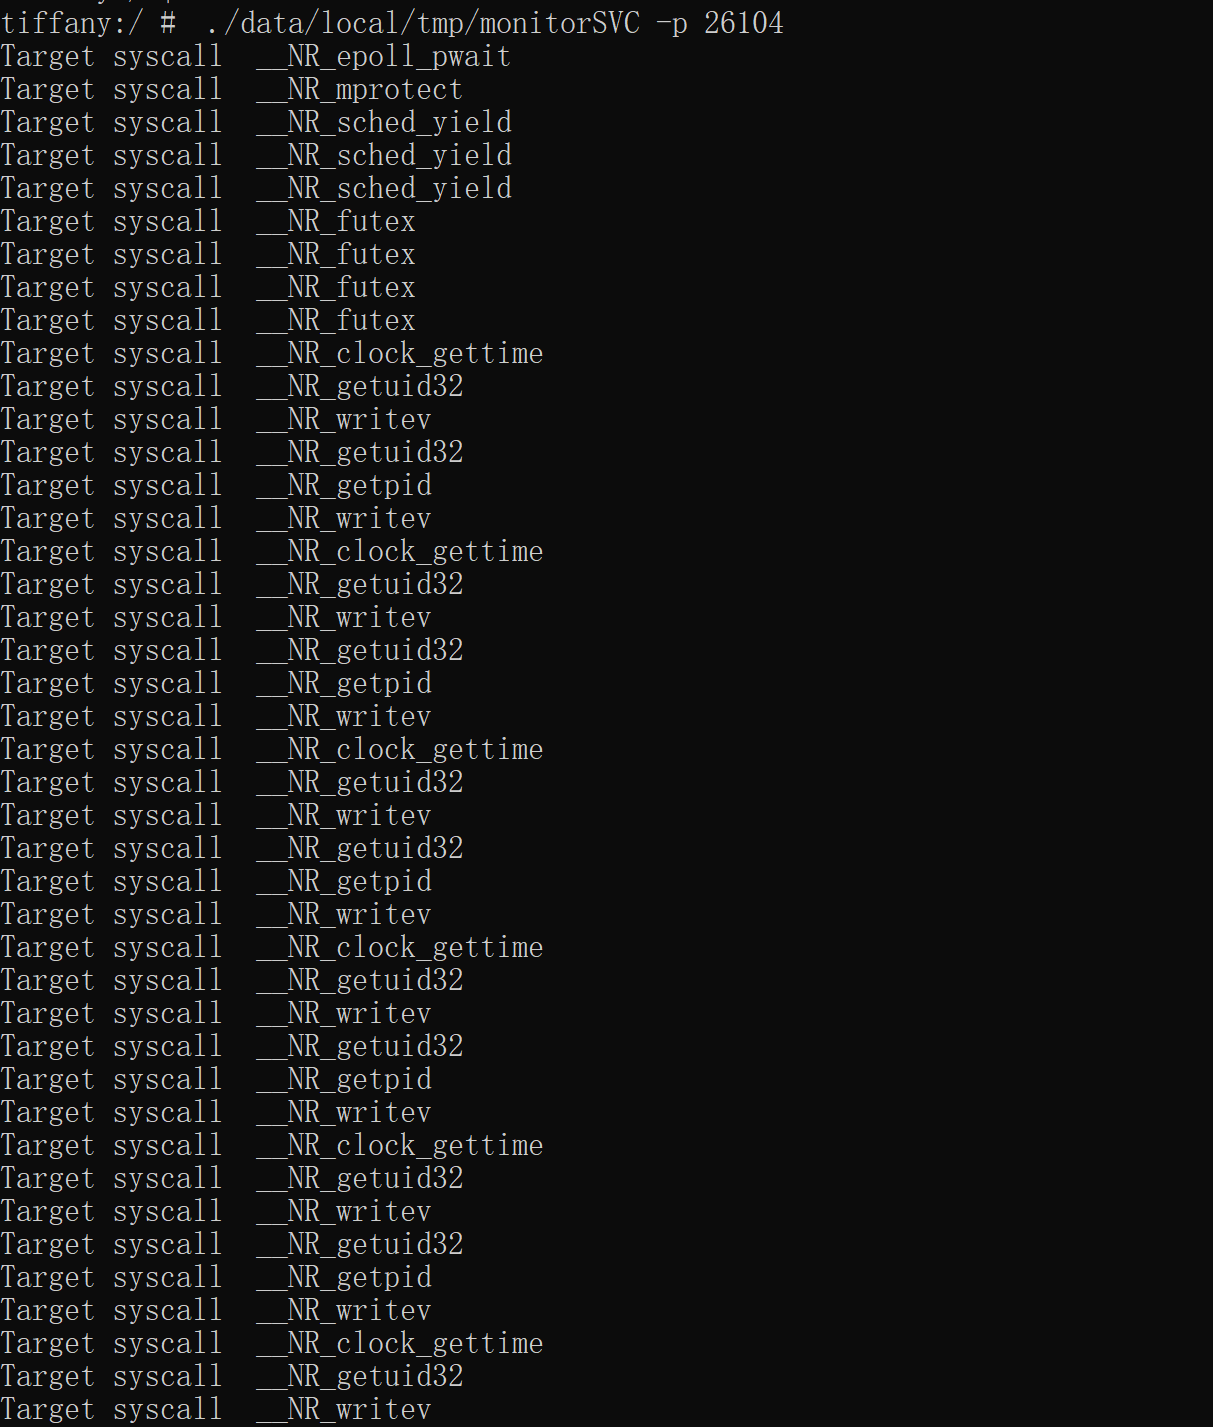 tiffany:/ #  ./data/local/tmp/monitorSVC -p 26104
Target syscall  __NR_epoll_pwait
Target syscall  __NR_mprotect
Target syscall  __NR_sched_yield
Target syscall  __NR_sched_yield
Target syscall  __NR_sched_yield
Target syscall  __NR_futex
Target syscall  __NR_futex
Target syscall  __NR_futex
Target syscall  __NR_futex
Target syscall  __NR_clock_gettime
Target syscall  __NR_getuid32
Target syscall  __NR_writev
Target syscall  __NR_getuid32
Target syscall  __NR_getpid
Target syscall  __NR_writev
Target syscall  __NR_clock_gettime
Target syscall  __NR_getuid32
Target syscall  __NR_writev
Target syscall  __NR_getuid32
Target syscall  __NR_getpid
Target syscall  __NR_writev
Target syscall  __NR_clock_gettime
Target syscall  __NR_getuid32
Target syscall  __NR_writev
Target syscall  __NR_getuid32
Target syscall  __NR_getpid
Target syscall  __NR_writev
Target syscall  __NR_clock_gettime
Target syscall  __NR_getuid32
Target syscall  __NR_writev
Target syscall  __NR_getuid32
Target syscall  __NR_getpid
Target syscall  __NR_writev
Target syscall  __NR_clock_gettime
Target syscall  __NR_getuid32
Target syscall  __NR_writev
Target syscall  __NR_getuid32
Target syscall  __NR_getpid
Target syscall  __NR_writev
Target syscall  __NR_clock_gettime
Target syscall  __NR_getuid32
Target syscall  __NR_writev